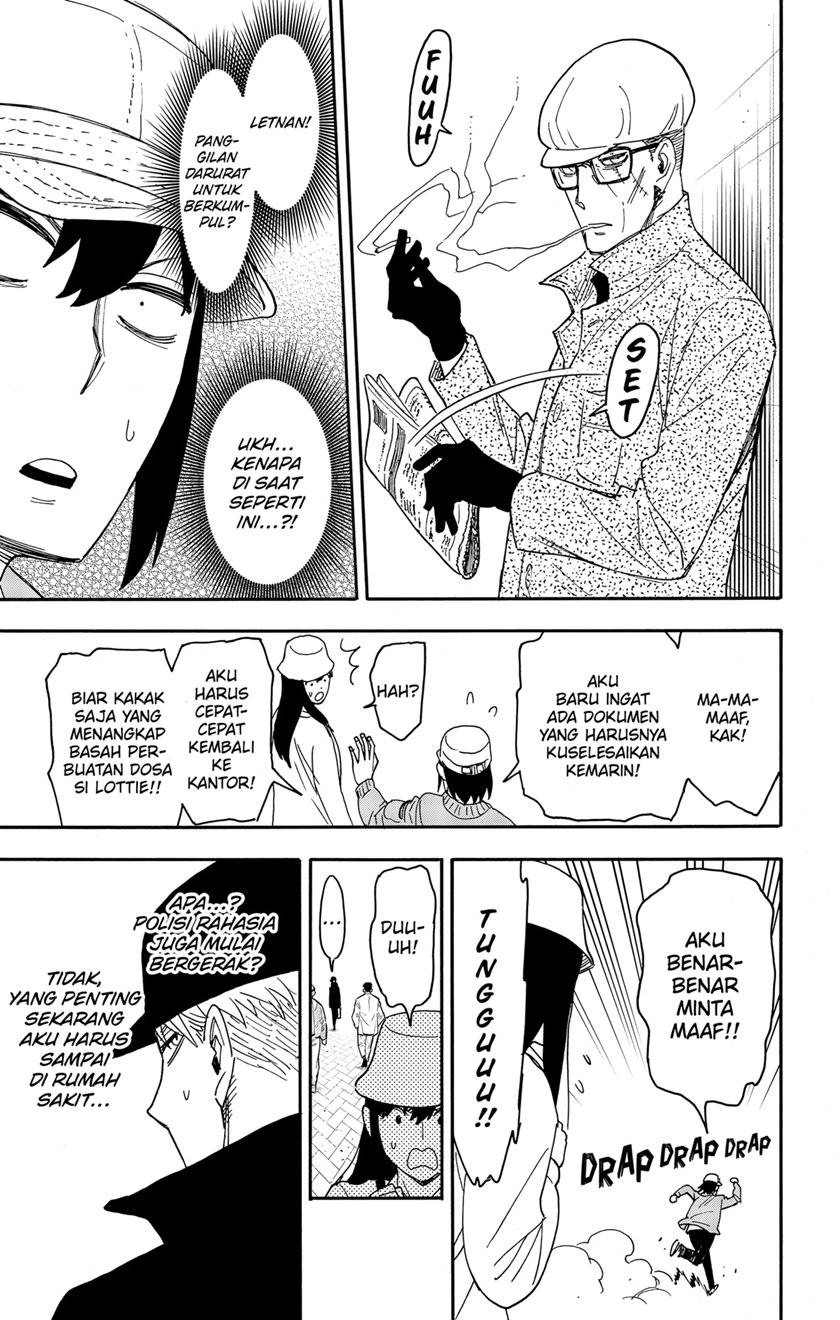 FUUH
SET
LETNAN!
PANG-
GILAN
DARURAT
UNTUK
BERKUM-
PUL?
UKH...
KENAPA
DI SAAT
SEPERTI
INI...?!
MA-MA-
MAAF,
KAK!
AKU
BARU INGAT
ADA DOKUMEN
YANG HARUSNYA
KUSELESAIKAN
KEMARIN!
HAH?
AKU
HARUS
CEPAT-
CEPAT
KEMBALI
KE
KANTOR!
BIAR KAKAK
SAJA YANG
MENANGKAP
BASAH PER-
BUATAN DOSA
SI LOTTIE!!
AKU
BENAR-
BENAR
MINTA
MAAF!!
DRAP DRAP DRAP
TUNGGUUU!!
DUU-
UH!
...
APA...?
POLISI RAHASIA
JUGA MULAI
BERGERAK?
TIDAK,
YANG PENTING
SEKARANG
AKU HARUS
SAMPAI
DI RUMAH
SAKIT...